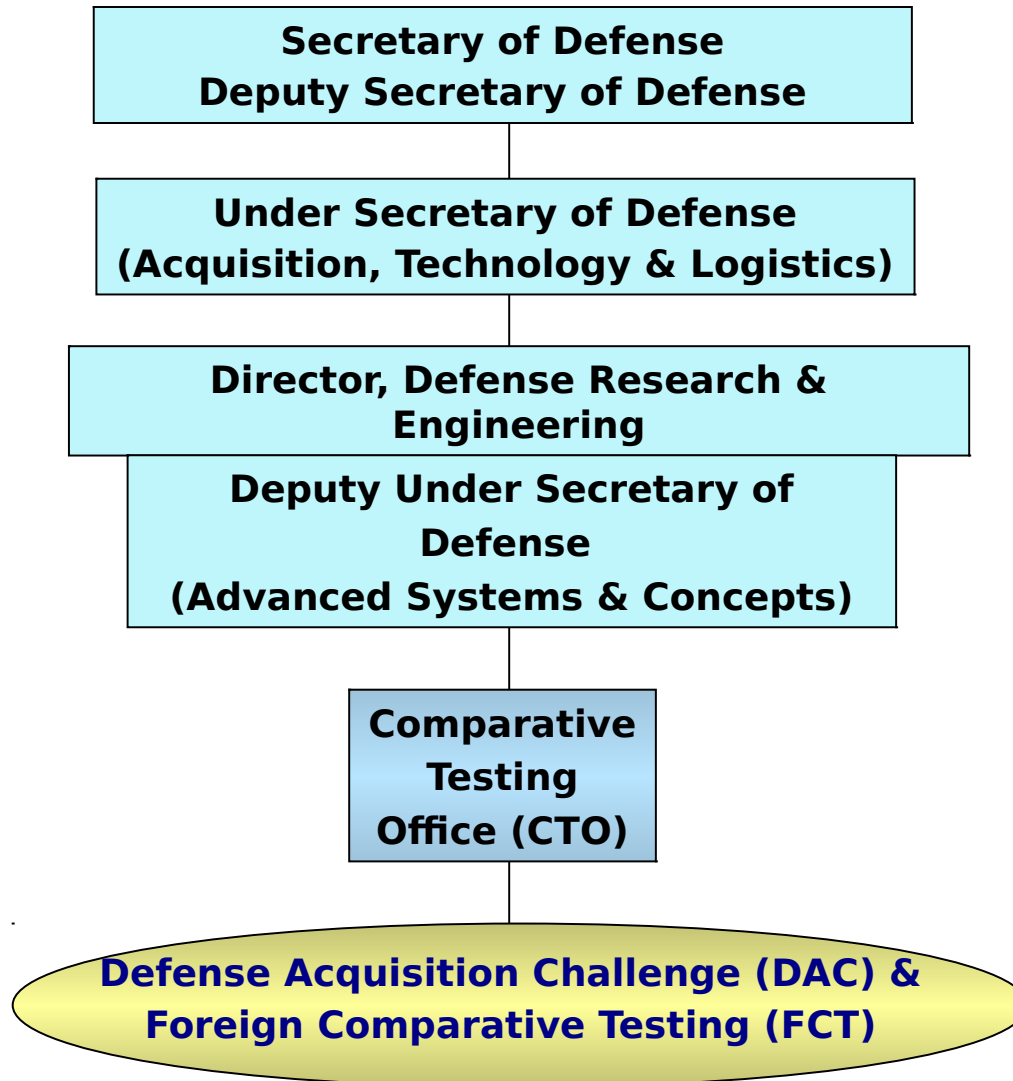 Secretary of Defense
Deputy Secretary of Defense
Under Secretary of Defense
(Acquisition, Technology & Logistics)
Director, Defense Research &
Engineering
Deputy Under Secretary of
Defense
(Advanced Systems & Concepts)
Comparative
Testing
Office (CTO)
Defense Acquisition Challenge (DAC) &
Foreign Comparative Testing (FCT)